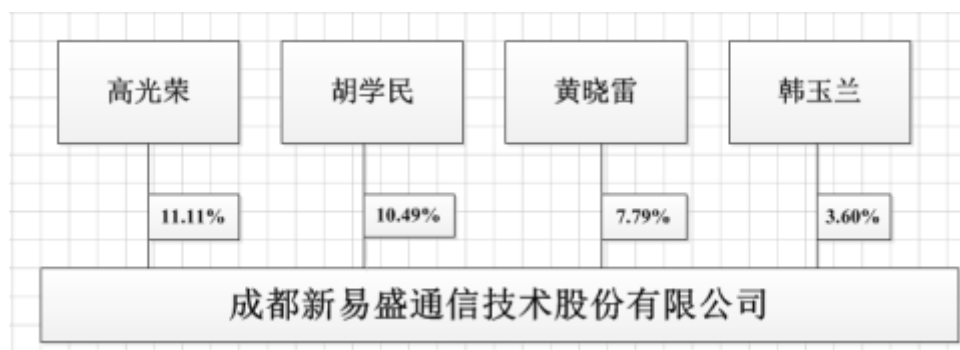 高光荣 胡学民 黄晓雷 韩玉兰
11.11% 10.49% 7.79% 3.60%
成都新易盛通信技术股份有限公司